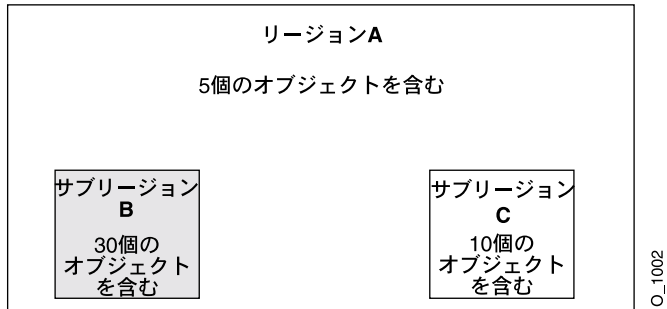 リージョンA
5個のオブジェクトを含む
サブリージョン
B
30個の
オブジェクト
を含む
サブリージョン
C
10個の
オブジェクト
を含む
O_1002